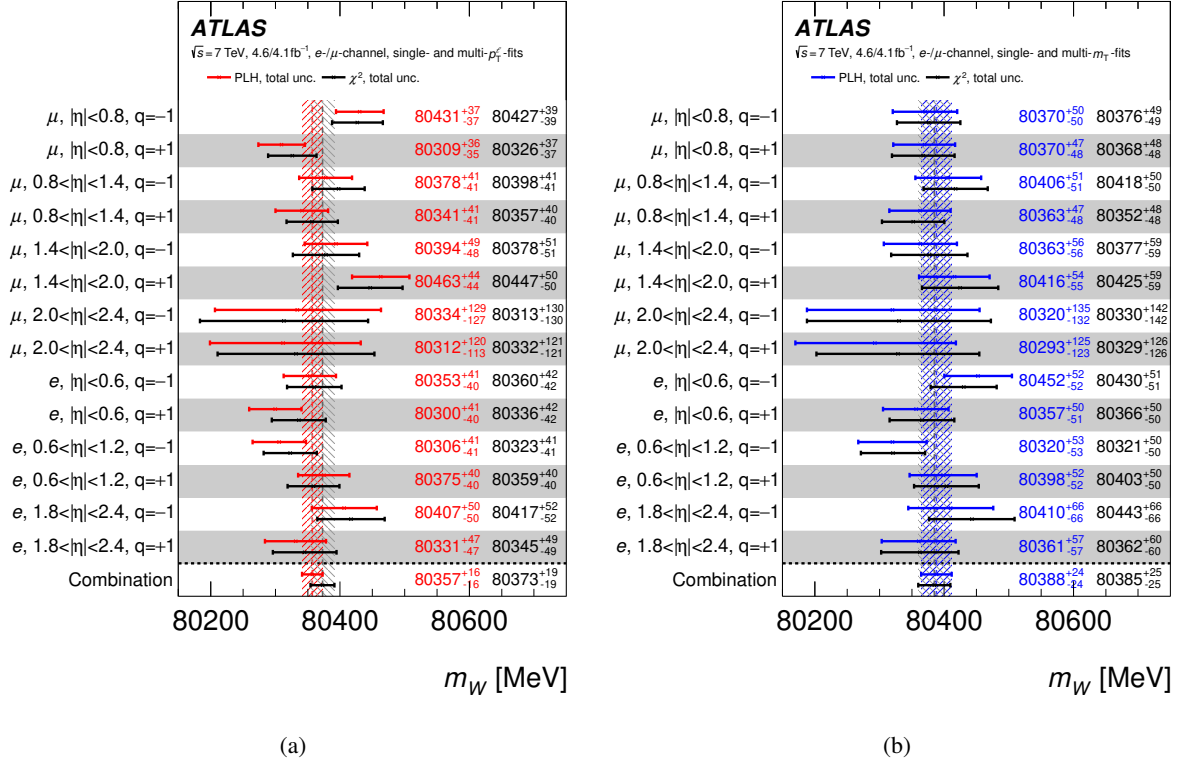 ATLAS
√s = 7 TeV, 4.6/4.1 fb⁻¹, e-/μ-channel, single- and multi-p_T^ℓ-fits
PLH, total unc. χ², total unc.
μ, |η|<0.8, q=−1 80431+37-37 80427+39-39
μ, |η|<0.8, q=+1 80309+36-35 80326+37-37
μ, 0.8<|η|<1.4, q=−1 80378+41-41 80398+41-41
μ, 0.8<|η|<1.4, q=+1 80341+41-41 80357+40-40
μ, 1.4<|η|<2.0, q=−1 80394+49-48 80378+51-51
μ, 1.4<|η|<2.0, q=+1 80463+44-44 80447+50-50
μ, 2.0<|η|<2.4, q=−1 80334+129-127 80313+130-130
μ, 2.0<|η|<2.4, q=+1 80312+120-113 80332+121-121
e, |η|<0.6, q=−1 80353+41-40 80360+42-42
e, |η|<0.6, q=+1 80300+41-40 80336+42-42
e, 0.6<|η|<1.2, q=−1 80306+41-41 80323+41-41
e, 0.6<|η|<1.2, q=+1 80375+40-40 80359+40-40
e, 1.8<|η|<2.4, q=−1 80407+50-50 80417+52-52
e, 1.8<|η|<2.4, q=+1 80331+47-47 80345+49-49
Combination 80357+16-16 80373+19-19
80200 80400 80600
m_W [MeV]
(a)
ATLAS
√s = 7 TeV, 4.6/4.1 fb⁻¹, e-/μ-channel, single- and multi-m_T-fits
PLH, total unc. χ², total unc.
μ, |η|<0.8, q=−1 80370+50-50 80376+49-49
μ, |η|<0.8, q=+1 80370+47-48 80368+48-48
μ, 0.8<|η|<1.4, q=−1 80406+51-51 80418+50-50
μ, 0.8<|η|<1.4, q=+1 80363+47-48 80352+48-48
μ, 1.4<|η|<2.0, q=−1 80363+56-56 80377+59-59
μ, 1.4<|η|<2.0, q=+1 80416+54-55 80425+59-59
μ, 2.0<|η|<2.4, q=−1 80320+135-132 80330+142-142
μ, 2.0<|η|<2.4, q=+1 80293+125-123 80329+126-126
e, |η|<0.6, q=−1 80452+52-52 80430+51-51
e, |η|<0.6, q=+1 80357+50-51 80366+50-50
e, 0.6<|η|<1.2, q=−1 80320+53-53 80321+50-50
e, 0.6<|η|<1.2, q=+1 80398+52-52 80403+50-50
e, 1.8<|η|<2.4, q=−1 80410+66-66 80443+66-66
e, 1.8<|η|<2.4, q=+1 80361+57-57 80362+60-60
Combination 80388+24-24 80385+25-25
80200 80400 80600
m_W [MeV]
(b)